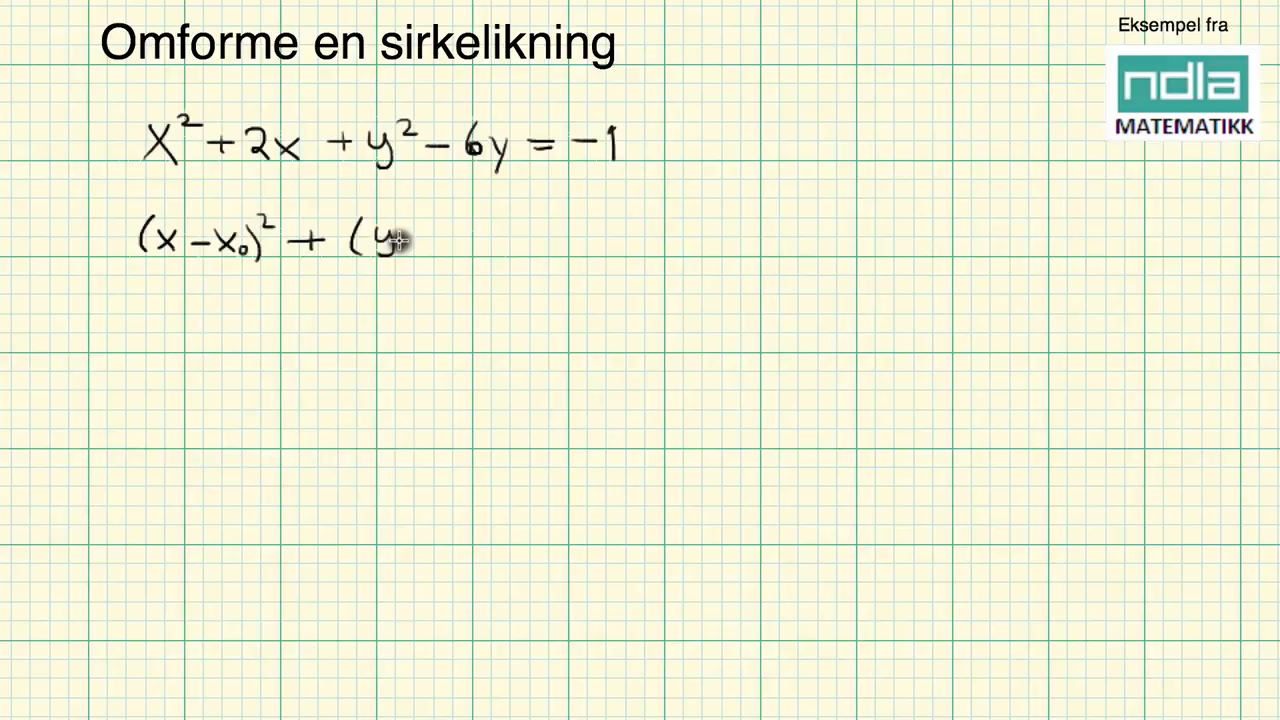 Omforme en sirkelikning
Eksempel fra
ndla
MATEMATIKK
x² + 2x + y² - 6y = -1
(x - x₀)² + (y